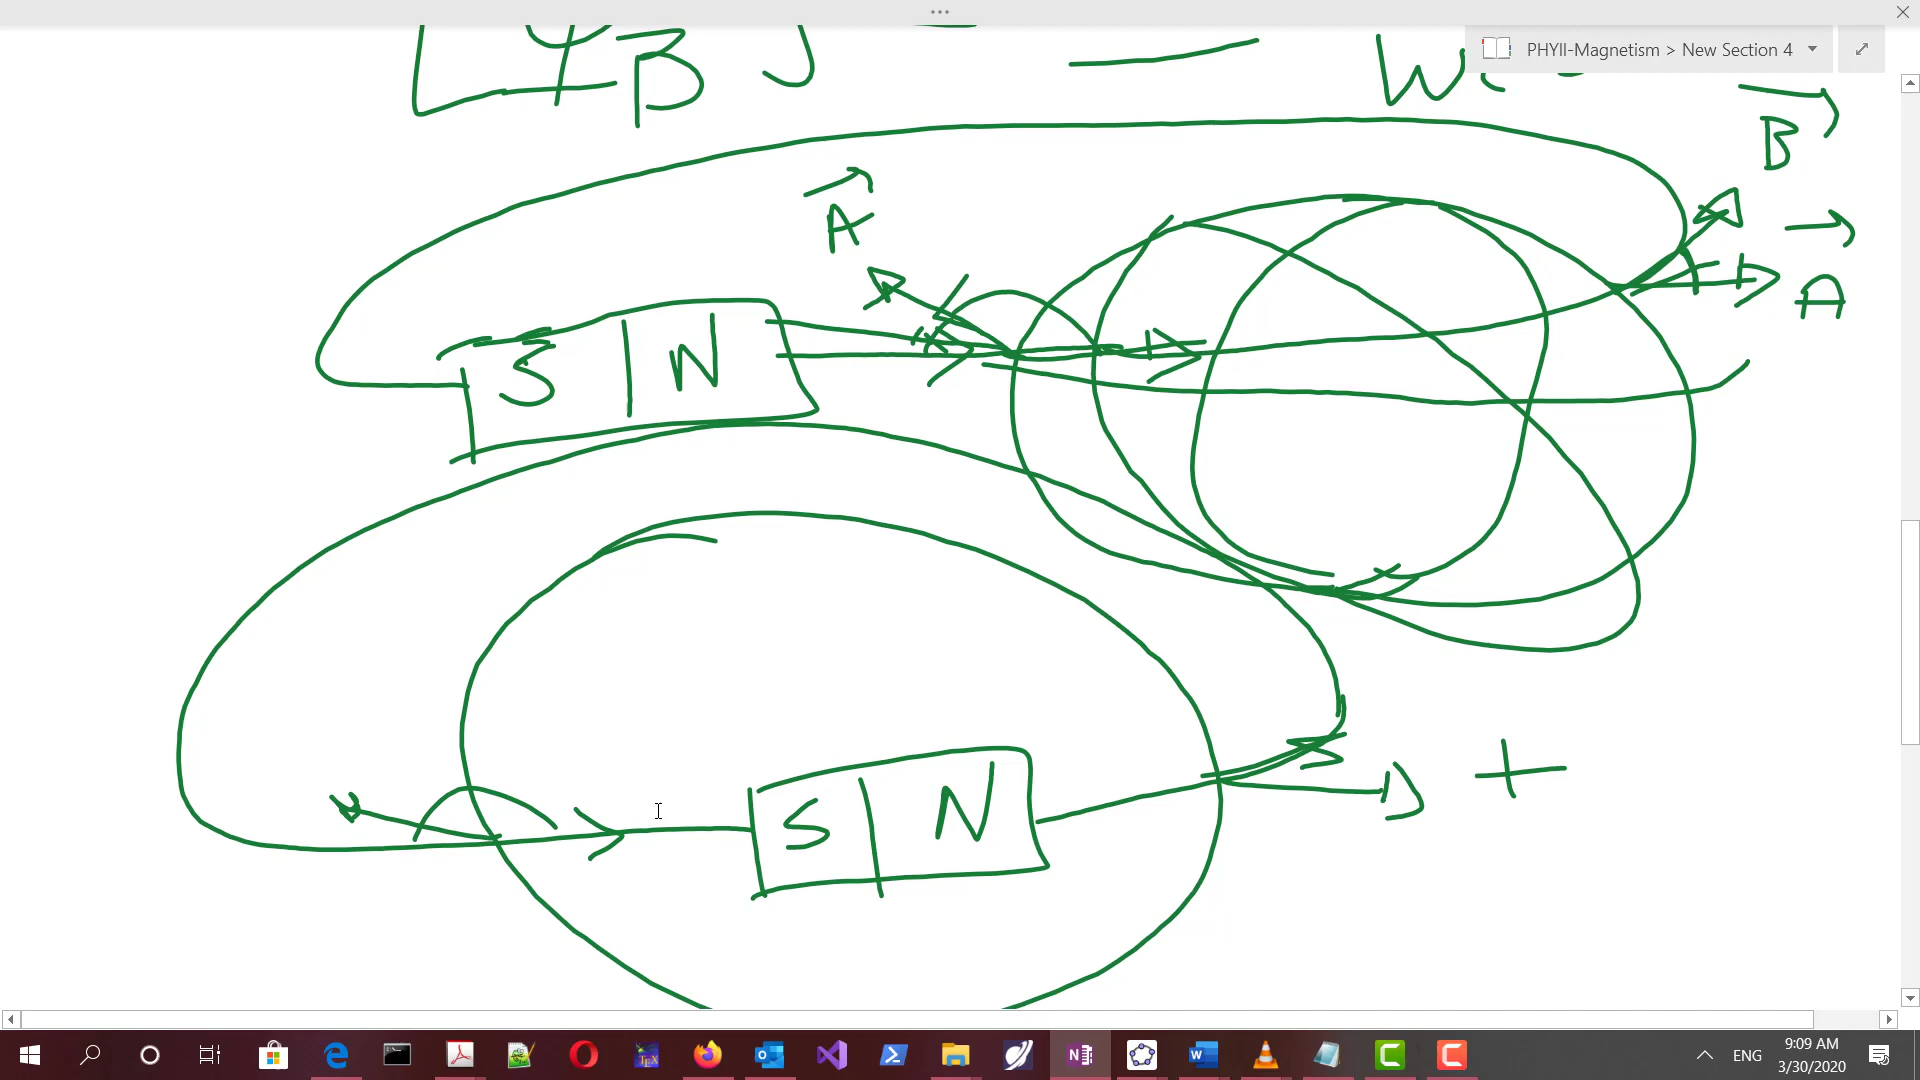 PHYII-Magnetism > New Section 4
B
B
A
A
S N
S N
+
ENG
9:09 AM
3/30/2020